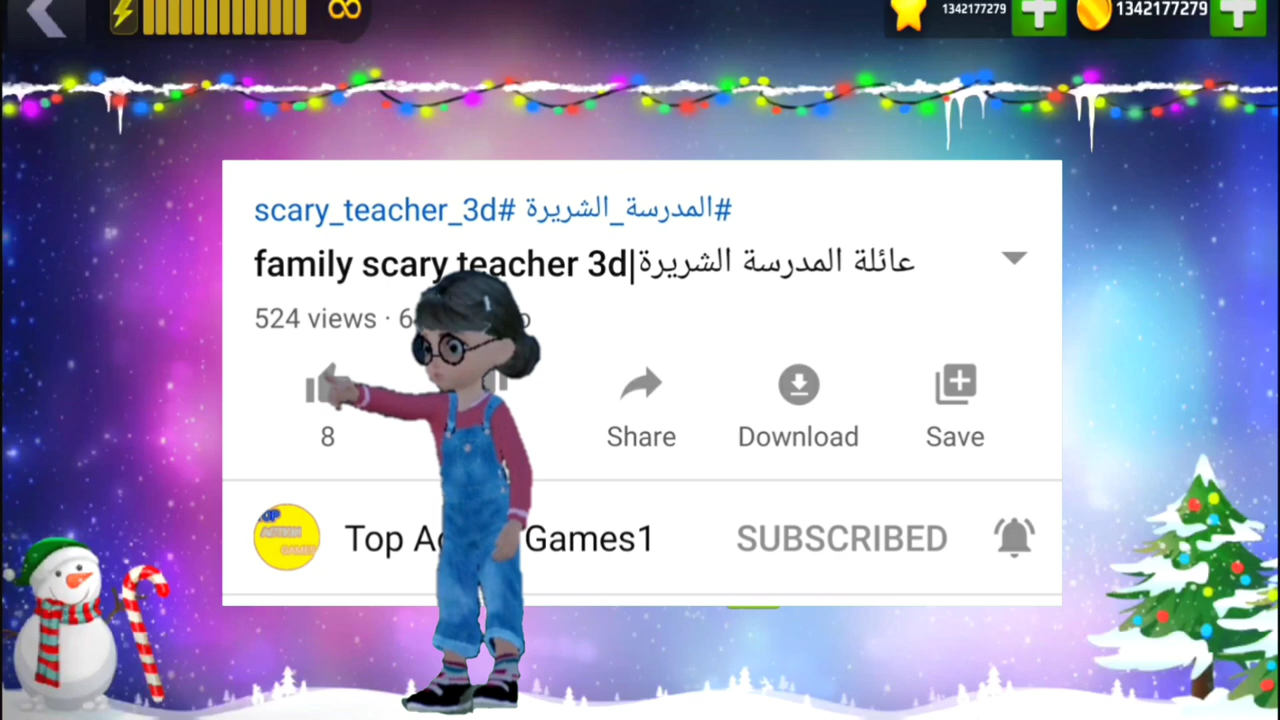 ∞ 1342177279 1342177279
#المدرسة_الشريرة #scary_teacher_3d
family scary teacher 3d|عائلة المدرسة الشريرة
524 views · 6
8 Share Download Save
Top Games1 SUBSCRIBED